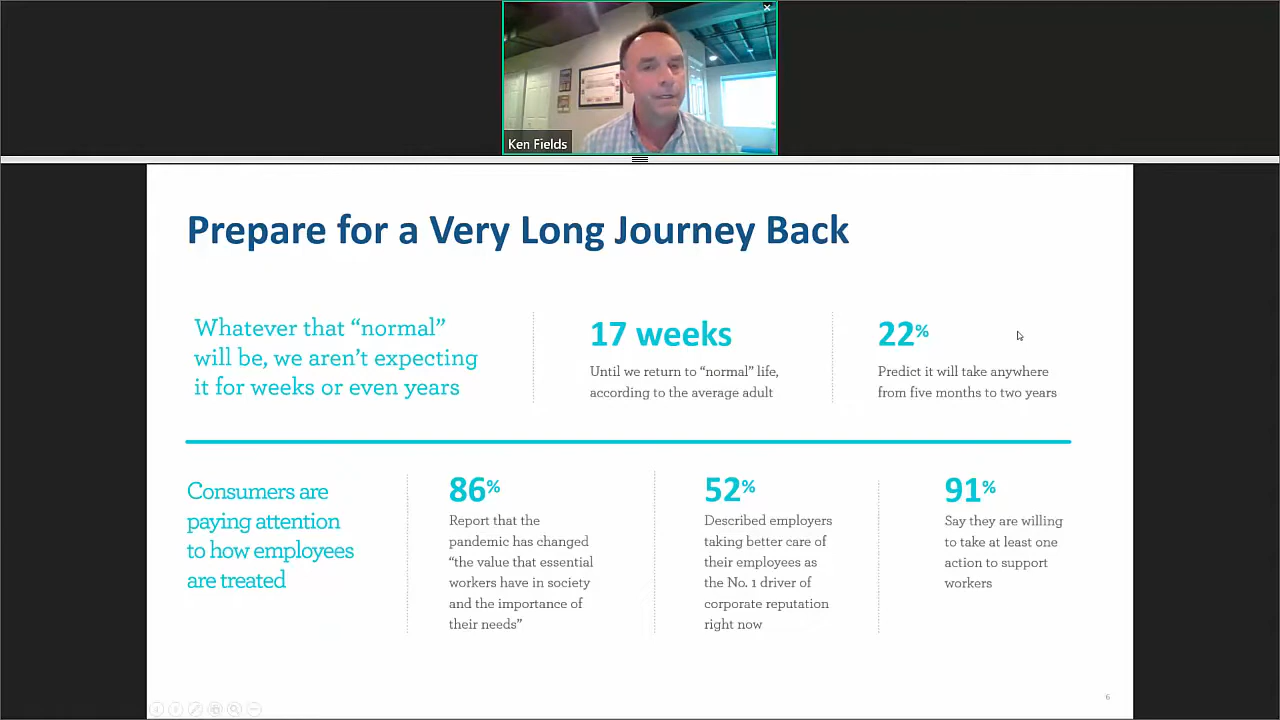 Ken Fields
Prepare for a Very Long Journey Back
Whatever that “normal”
will be, we aren’t expecting
it for weeks or even years
17 weeks
Until we return to “normal” life,
according to the average adult
22%
Predict it will take anywhere
from five months to two years
Consumers are
paying attention
to how employees
are treated
86%
Report that the
pandemic has changed
“the value that essential
workers have in society
and the importance of
their needs”
52%
Described employers
taking better care of
their employees as
the No. 1 driver of
corporate reputation
right now
91%
Say they are willing
to take at least one
action to support
workers
6